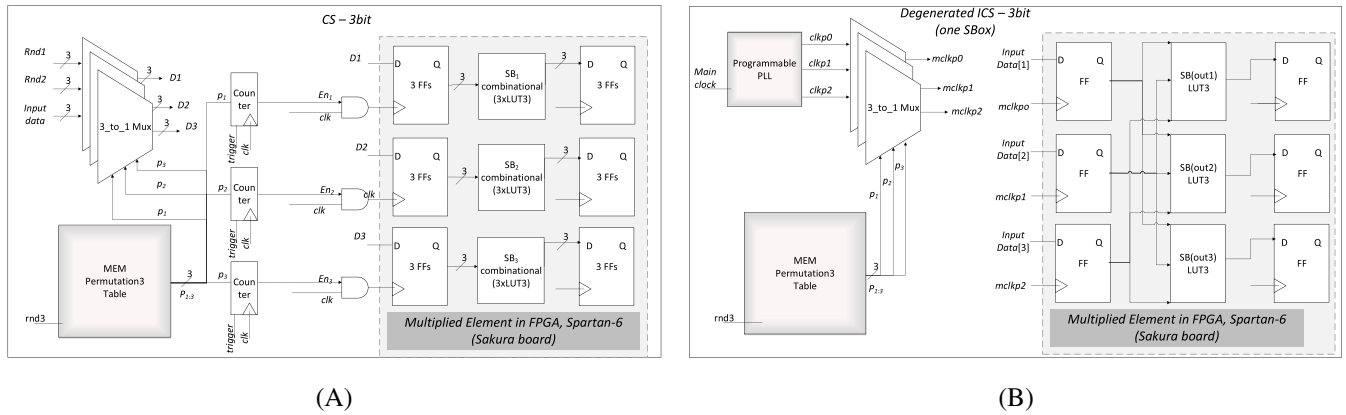 CS – 3bit
Rnd1
3
Rnd2
3
Input
data
3
3
D1
3
D2
3
D3
3_to_1 Mux
p3
p2
p1
MEM
Permutation3
Table
rnd3
3
P1:3
p1
Coun
ter
trigger
clk
En1
clk
p2
Coun
ter
trigger
clk
En2
clk
clk
p3
Coun
ter
trigger
clk
En3
clk
D1
D
Q
3 FFs
3
SB1
combinational
(3xLUT3)
3
D
Q
3 FFs
D2
D
Q
3 FFs
3
SB2
combinational
(3xLUT3)
3
D
Q
3 FFs
D3
D
Q
3 FFs
3
SB3
combinational
(3xLUT3)
3
D
Q
3 FFs
Multiplied Element in FPGA, Spartan-6
(Sakura board)
(A)
Degenerated ICS – 3bit
(one SBox)
Main
clock
Programmable
PLL
clkp0
clkp1
clkp2
3_to_1 Mux
mclkp0
mclkp1
mclkp2
p1
p2
p3
MEM
Permutation3
Table
rnd3
3
P1:3
Input
Data[1]
mclkpo
D
Q
FF
SB(out1)
LUT3
D
Q
FF
Input
Data[2]
mclkp1
D
Q
FF
SB(out2)
LUT3
D
Q
FF
Input
Data[3]
mclkp2
D
Q
FF
SB(out3)
LUT3
D
Q
FF
Multiplied Element in FPGA, Spartan-6
(Sakura board)
(B)